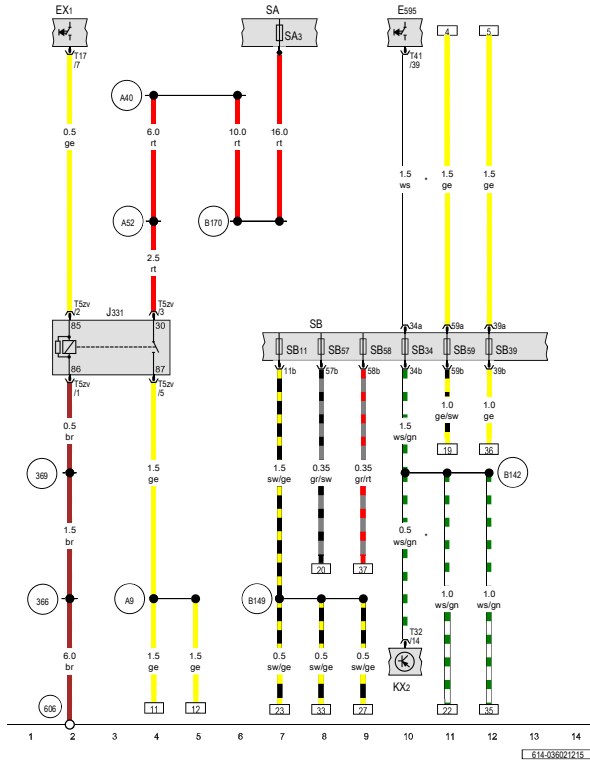 EX1 SA E595
SA3 4 5
T17 /7 T41 /39
A40
0.5 ge 6.0 rt 10.0 rt 16.0 rt
1.5 ws * 1.5 ge 1.5 ge
A52 B170
2.5 rt
T5zv /2 J331 T5zv /3 SB 34a 59a 39a
85 30
SB11 SB57 SB58 SB34 SB59 SB39
86 87
T5zv /1 T5zv /5 11b 57b 58b 34b 59b 39b
0.5 br 1.5 ws/gn 1.0 ge/sw 1.0 ge
19 36
369 1.5 ge 1.5 sw/ge 0.35 gr/sw 0.35 gr/rt B142
1.5 br 0.5 ws/gn *
20 37
366 A9 B149 1.0 ws/gn 1.0 ws/gn
T32 /14
6.0 br 1.5 ge 1.5 ge 0.5 sw/ge 0.5 sw/ge 0.5 sw/ge
KX2
606 11 12 23 33 27 22 35
1 2 3 4 5 6 7 8 9 10 11 12 13 14
614-036021215